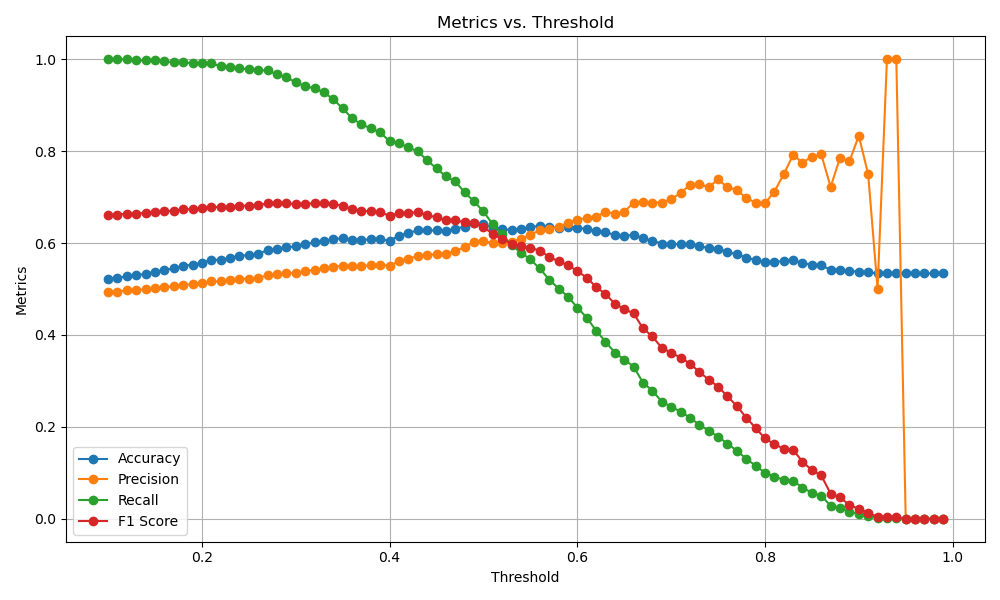 Metrics vs. Threshold
Metrics
1.0
0.8
0.6
0.4
0.2
0.0
Accuracy
Precision
Recall
F1 Score
0.2 0.4 0.6 0.8 1.0
Threshold